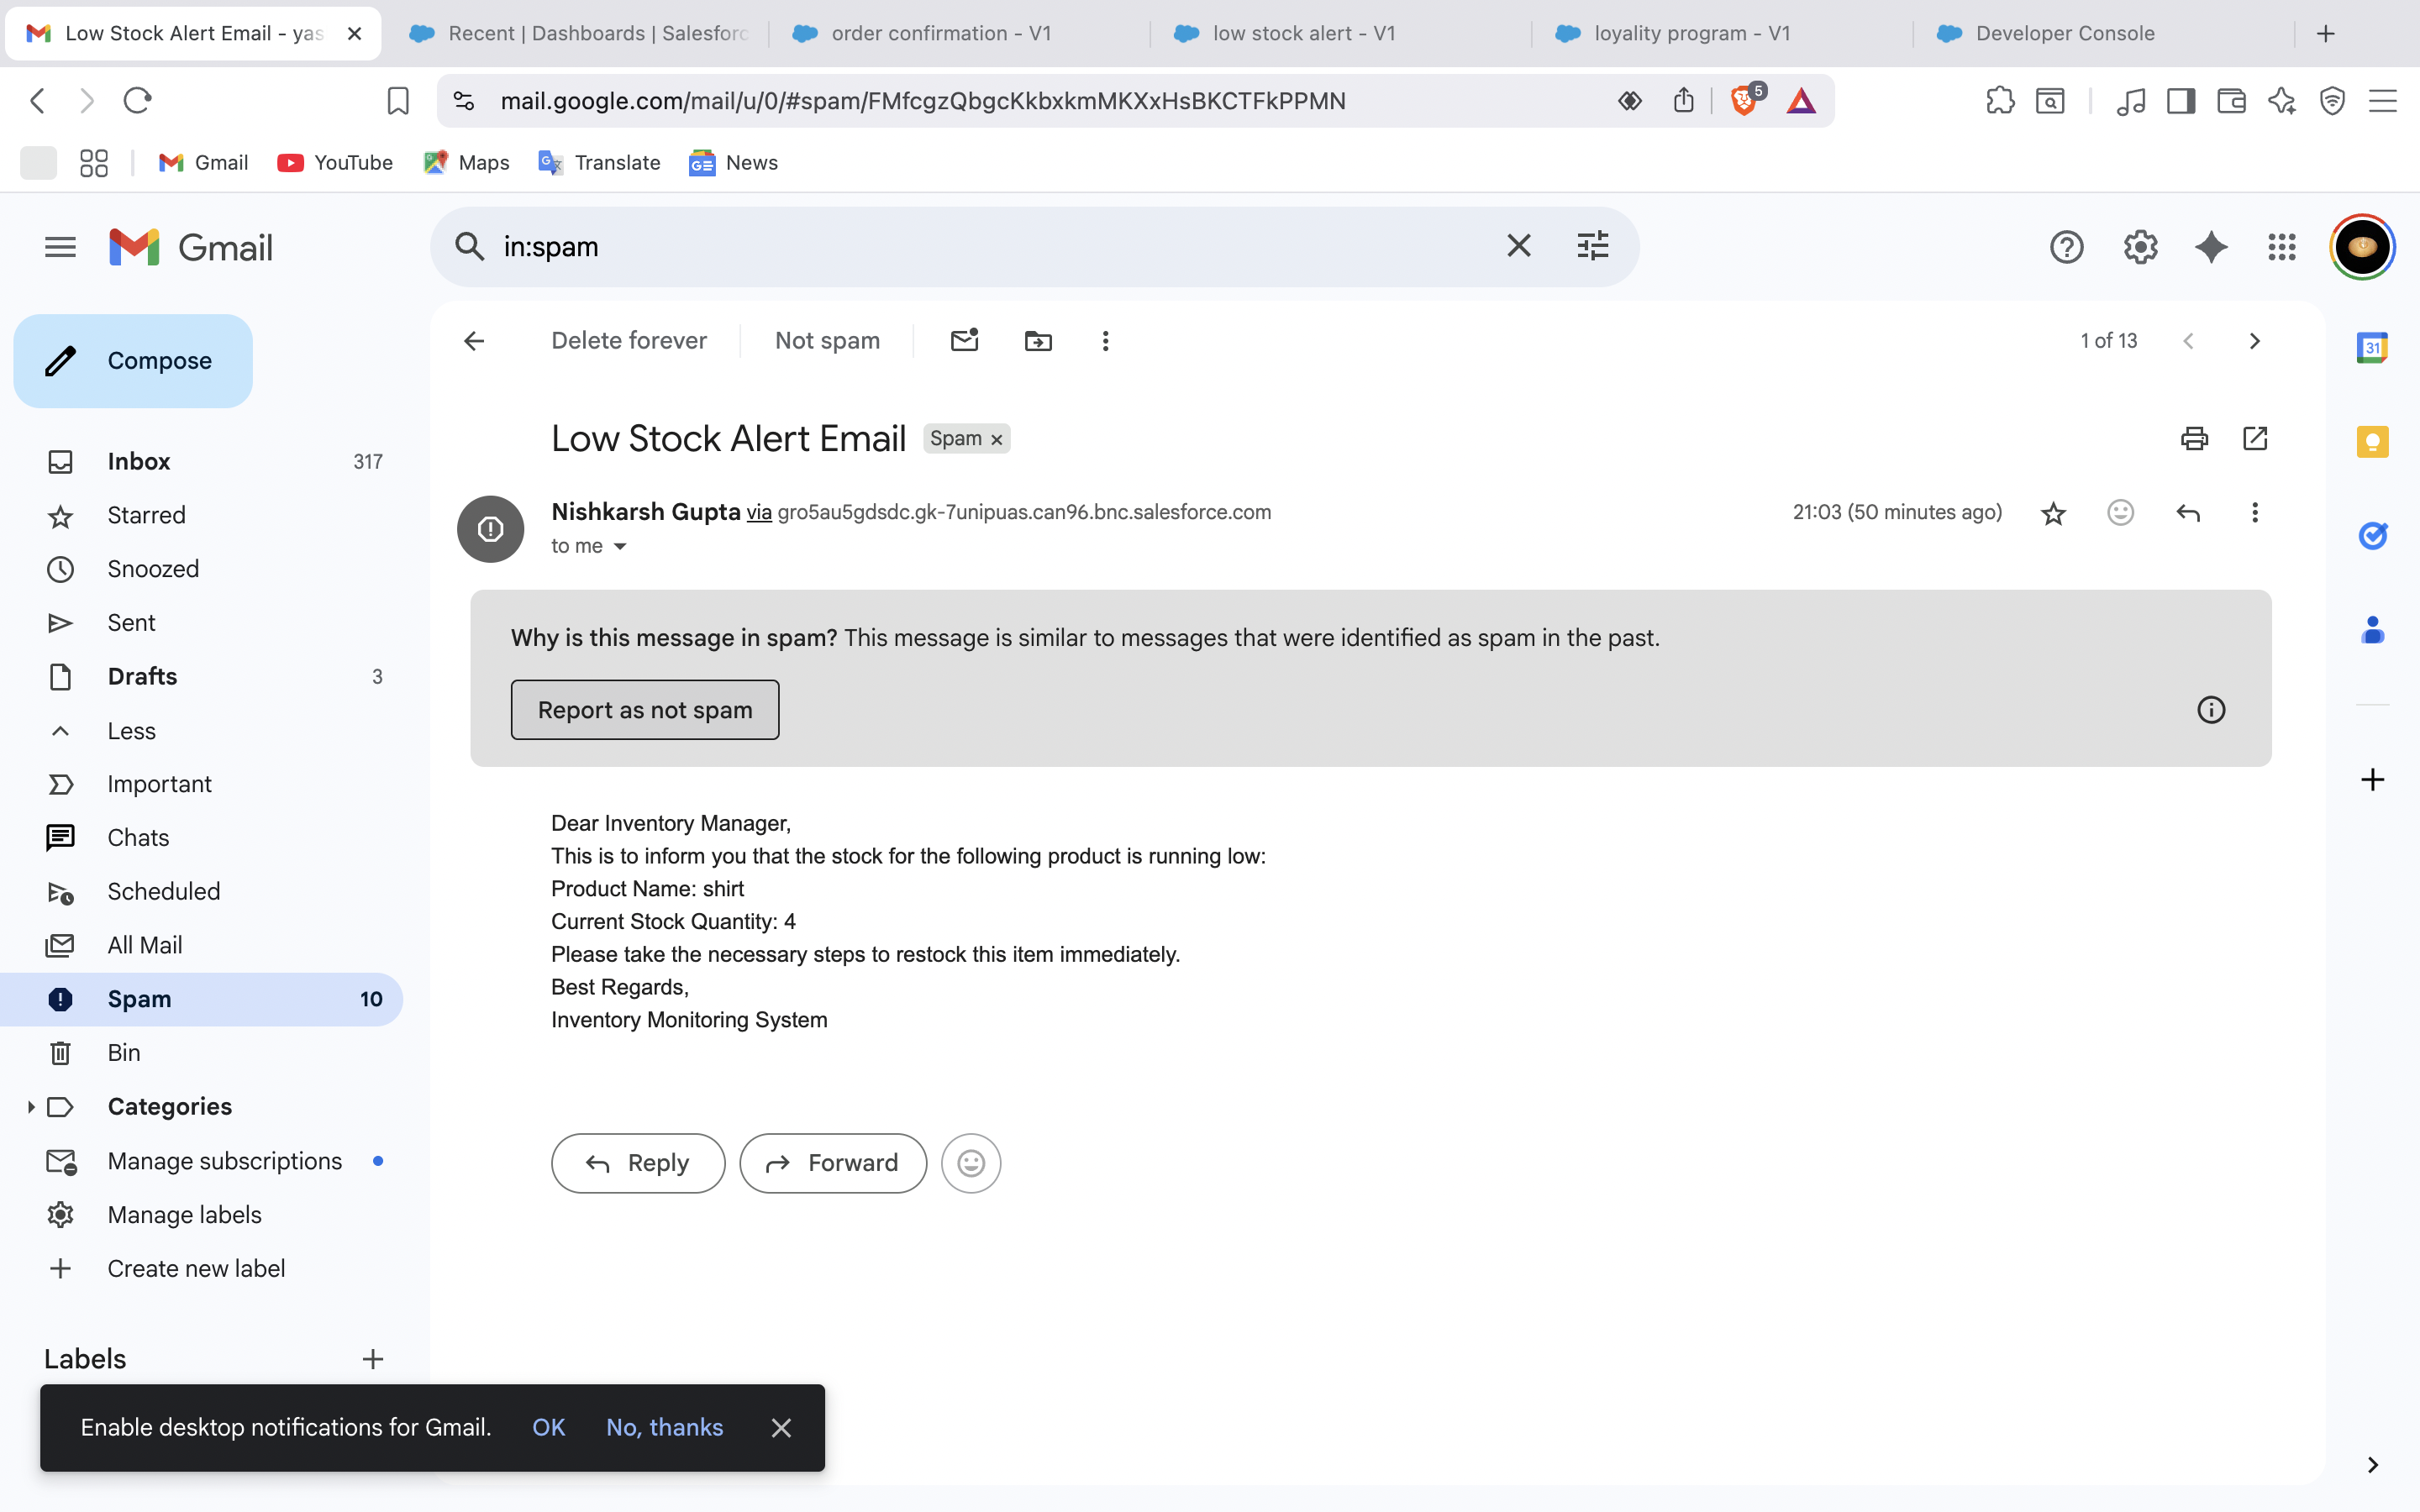 Low Stock Alert Email - yas
Recent | Dashboards | Salesforc
order confirmation - V1
low stock alert - V1
loyality program - V1
Developer Console
mail.google.com/mail/u/0/#spam/FMfcgzQbgcKkbxkmMKXxHsBKCTFkPPMN
5
Gmail
YouTube
Maps
Translate
News
Gmail
in:spam
Compose
Delete forever
Not spam
1 of 13
31
Low Stock Alert Email
Spam
Inbox 317
Starred
Snoozed
Sent
Drafts 3
Less
Important
Chats
Scheduled
All Mail
Spam 10
Bin
Categories
Manage subscriptions
Manage labels
Create new label
Labels
Nishkarsh Gupta via gro5au5gdsdc.gk-7unipuas.can96.bnc.salesforce.com
21:03 (50 minutes ago)
to me
Why is this message in spam? This message is similar to messages that were identified as spam in the past.
Report as not spam
Dear Inventory Manager,
This is to inform you that the stock for the following product is running low:
Product Name: shirt
Current Stock Quantity: 4
Please take the necessary steps to restock this item immediately.
Best Regards,
Inventory Monitoring System
Reply
Forward
Enable desktop notifications for Gmail. OK No, thanks